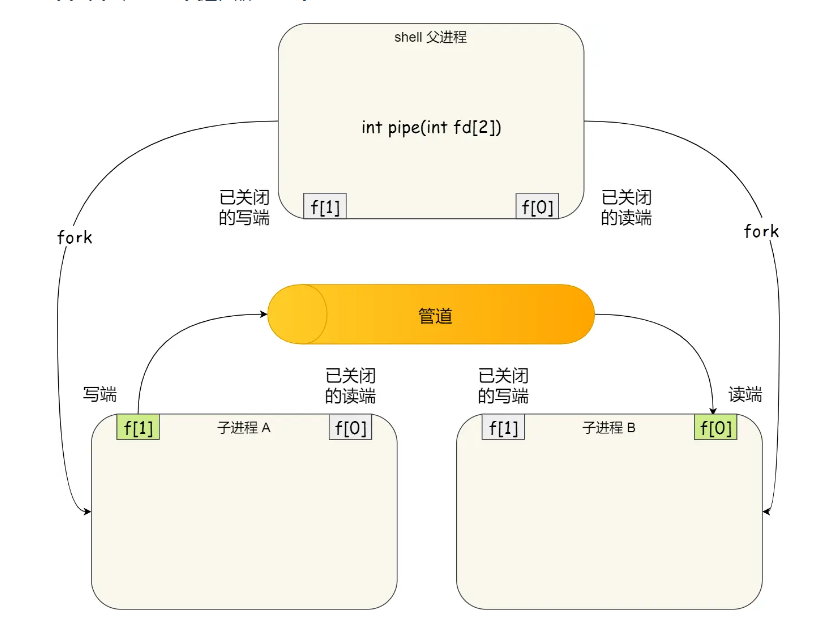 shell 父进程
int pipe(int fd[2])
已关闭
的写端
f[1]
f[0]
已关闭
的读端
fork
fork
管道
写端
已关闭
的读端
已关闭
的写端
读端
f[1]
子进程 A
f[0]
f[1]
子进程 B
f[0]